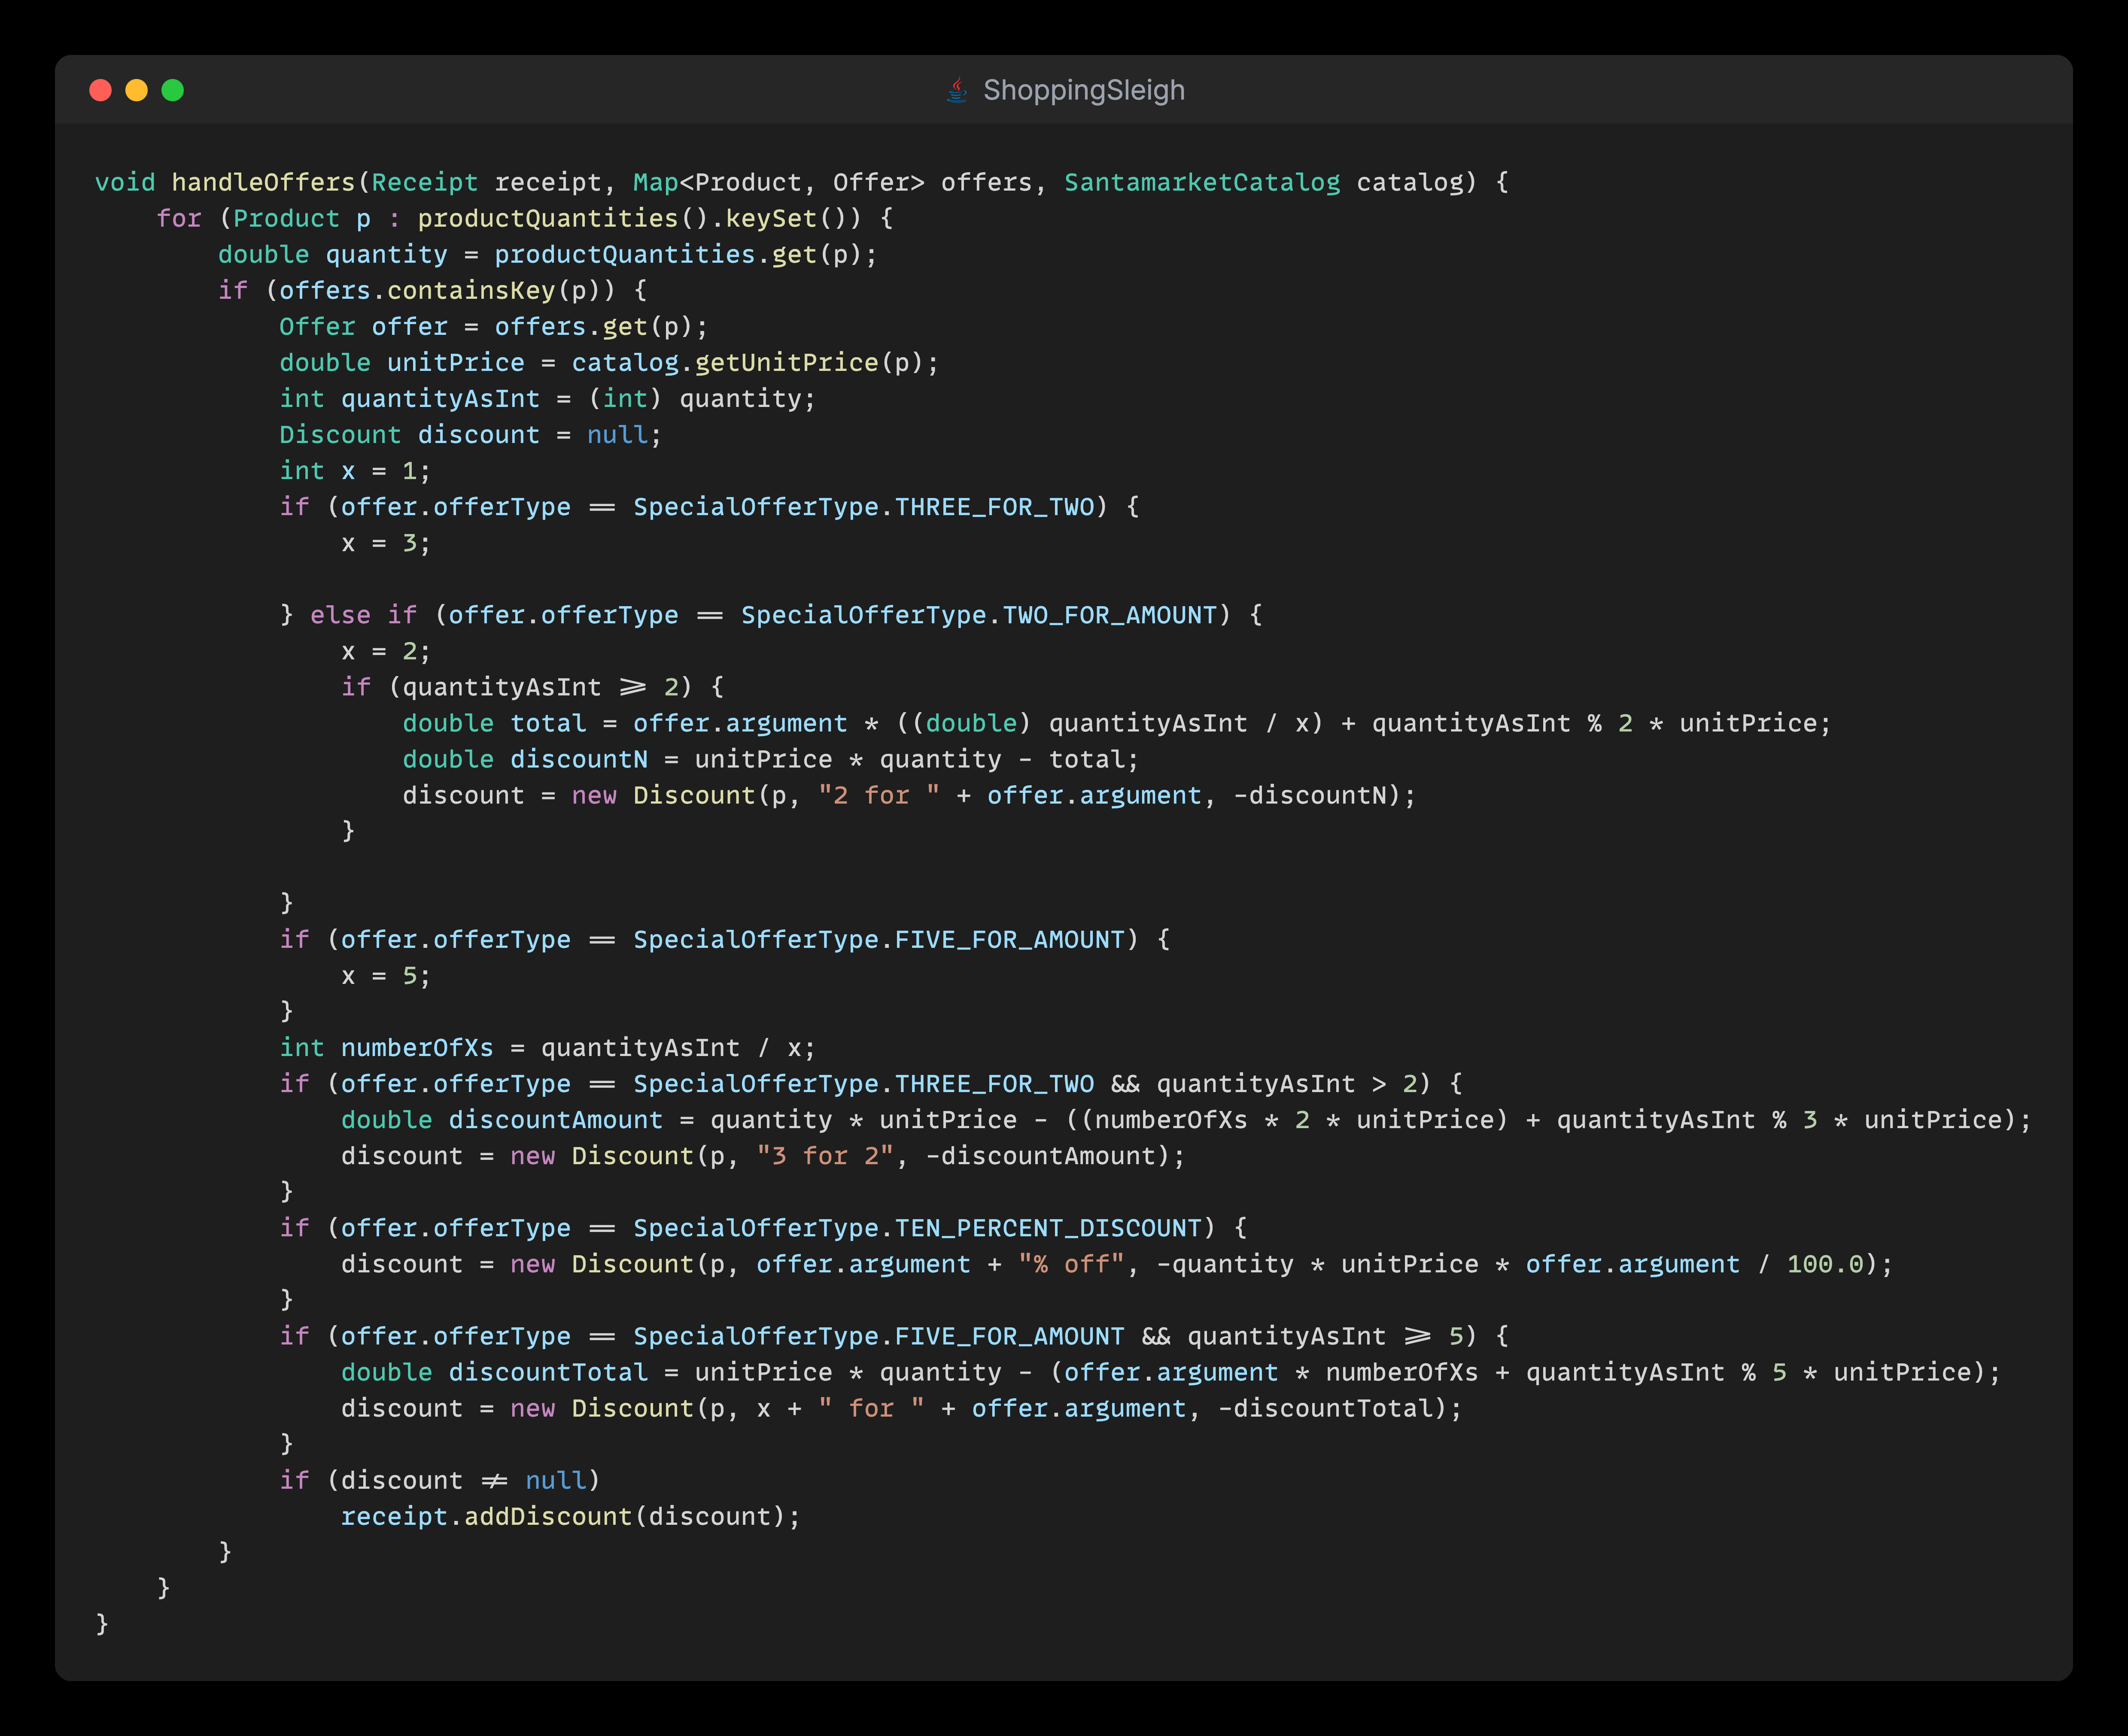 ShoppingSleigh
void handleOffers(Receipt receipt, Map<Product, Offer> offers, SantamarketCatalog catalog) {
    for (Product p : productQuantities().keySet()) {
        double quantity = productQuantities.get(p);
        if (offers.containsKey(p)) {
            Offer offer = offers.get(p);
            double unitPrice = catalog.getUnitPrice(p);
            int quantityAsInt = (int) quantity;
            Discount discount = null;
            int x = 1;
            if (offer.offerType == SpecialOfferType.THREE_FOR_TWO) {
                x = 3;

            } else if (offer.offerType == SpecialOfferType.TWO_FOR_AMOUNT) {
                x = 2;
                if (quantityAsInt >= 2) {
                    double total = offer.argument * ((double) quantityAsInt / x) + quantityAsInt % 2 * unitPrice;
                    double discountN = unitPrice * quantity - total;
                    discount = new Discount(p, "2 for " + offer.argument, -discountN);
                }

            }
            if (offer.offerType == SpecialOfferType.FIVE_FOR_AMOUNT) {
                x = 5;
            }
            int numberOfXs = quantityAsInt / x;
            if (offer.offerType == SpecialOfferType.THREE_FOR_TWO && quantityAsInt > 2) {
                double discountAmount = quantity * unitPrice - ((numberOfXs * 2 * unitPrice) + quantityAsInt % 3 * unitPrice);
                discount = new Discount(p, "3 for 2", -discountAmount);
            }
            if (offer.offerType == SpecialOfferType.TEN_PERCENT_DISCOUNT) {
                discount = new Discount(p, offer.argument + "% off", -quantity * unitPrice * offer.argument / 100.0);
            }
            if (offer.offerType == SpecialOfferType.FIVE_FOR_AMOUNT && quantityAsInt >= 5) {
                double discountTotal = unitPrice * quantity - (offer.argument * numberOfXs + quantityAsInt % 5 * unitPrice);
                discount = new Discount(p, x + " for " + offer.argument, -discountTotal);
            }
            if (discount != null)
                receipt.addDiscount(discount);
        }
    }
}